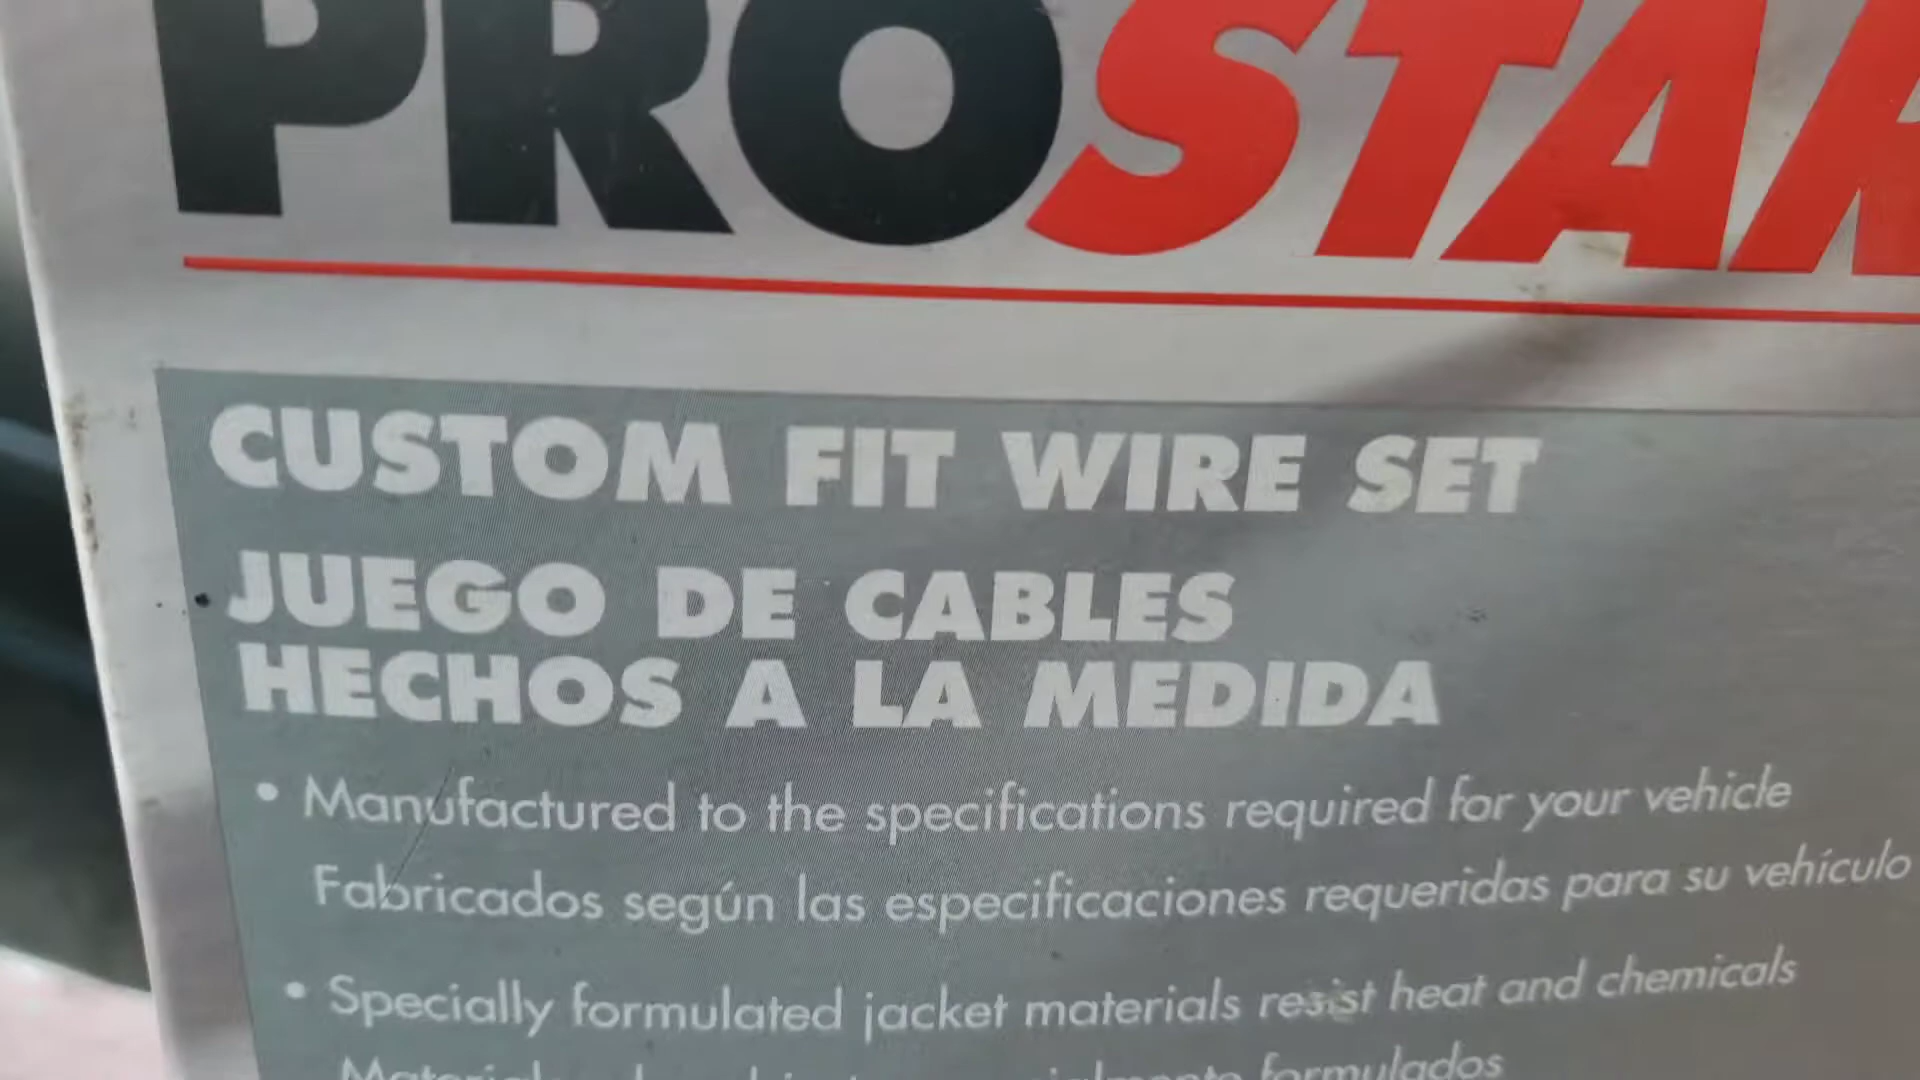 PROSTAR
CUSTOM FIT WIRE SET
JUEGO DE CABLES
HECHOS A LA MEDIDA
• Manufactured to the specifications required for your vehicle
Fabricados según las especificaciones requeridas para su vehículo
• Specially formulated jacket materials resist heat and chemicals
formulados